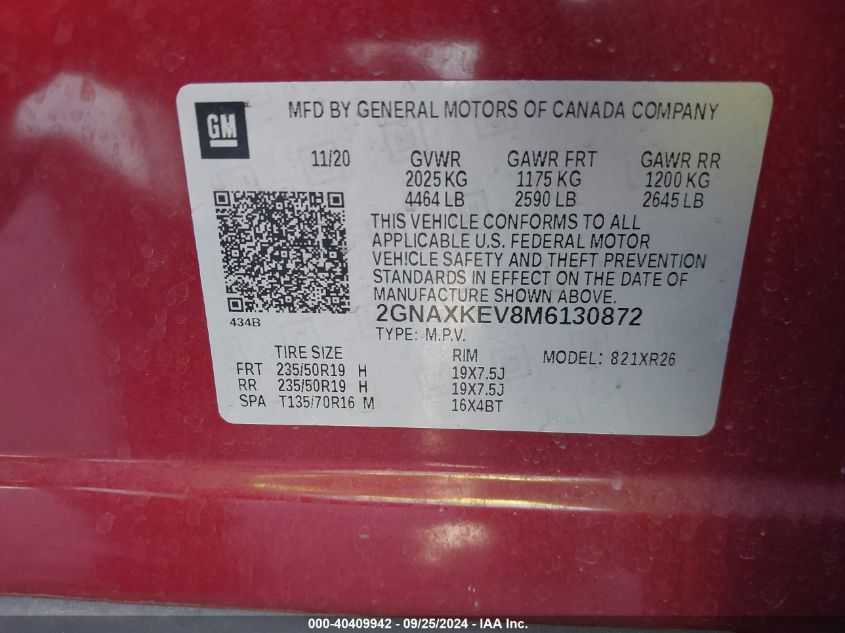 GM
MFD BY GENERAL MOTORS OF CANADA COMPANY
11/20 GVWR GAWR FRT GAWR RR
2025 KG 1175 KG 1200 KG
4464 LB 2590 LB 2645 LB
THIS VEHICLE CONFORMS TO ALL
APPLICABLE U.S. FEDERAL MOTOR
VEHICLE SAFETY AND THEFT PREVENTION
STANDARDS IN EFFECT ON THE DATE OF
MANUFACTURE SHOWN ABOVE.
434B
2GNAXKEV8M6130872
TYPE: M.P.V.
TIRE SIZE RIM MODEL: 821XR26
FRT 235/50R19 H 19X7.5J
RR 235/50R19 H 19X7.5J
SPA T135/70R16 M 16X4BT
000-40409942 - 09/25/2024 - IAA Inc.